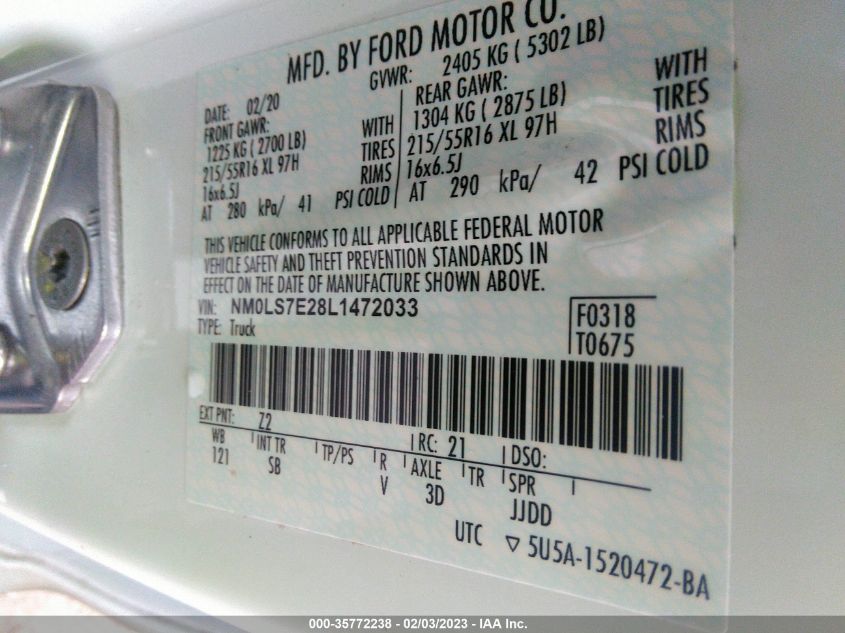 MFD. BY FORD MOTOR CO.
DATE: 02/20 GVWR: 2405 KG ( 5302 LB)
FRONT GAWR: REAR GAWR:
1225 KG ( 2700 LB) WITH 1304 KG ( 2875 LB) WITH
215/55R16 XL 97H TIRES 215/55R16 XL 97H TIRES
16x6.5J RIMS 16x6.5J RIMS
AT 280 kPa/ 41 PSI COLD AT 290 kPa/ 42 PSI COLD
THIS VEHICLE CONFORMS TO ALL APPLICABLE FEDERAL MOTOR
VEHICLE SAFETY AND THEFT PREVENTION STANDARDS IN
EFFECT ON THE DATE OF MANUFACTURE SHOWN ABOVE.
VIN: NM0LS7E28L1472033 F0318
TYPE: Truck T0675
EXT PNT: Z2 RC: 21 DSO:
WB INT TR TP/PS R AXLE TR SPR
121 SB V 3D JJDD
UTC ▽ 5U5A-1520472-BA
000-35772238 - 02/03/2023 - IAA Inc.